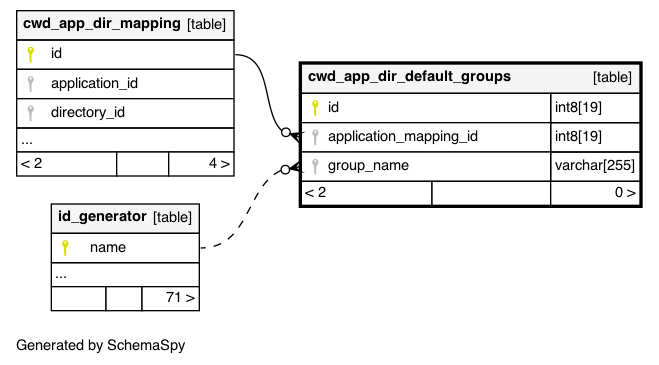 cwd_app_dir_mapping [table]
id
application_id
directory_id
...
< 2 4 >
cwd_app_dir_default_groups [table]
id int8[19]
application_mapping_id int8[19]
group_name varchar[255]
< 2 0 >
id_generator [table]
name
...
71 >
Generated by SchemaSpy